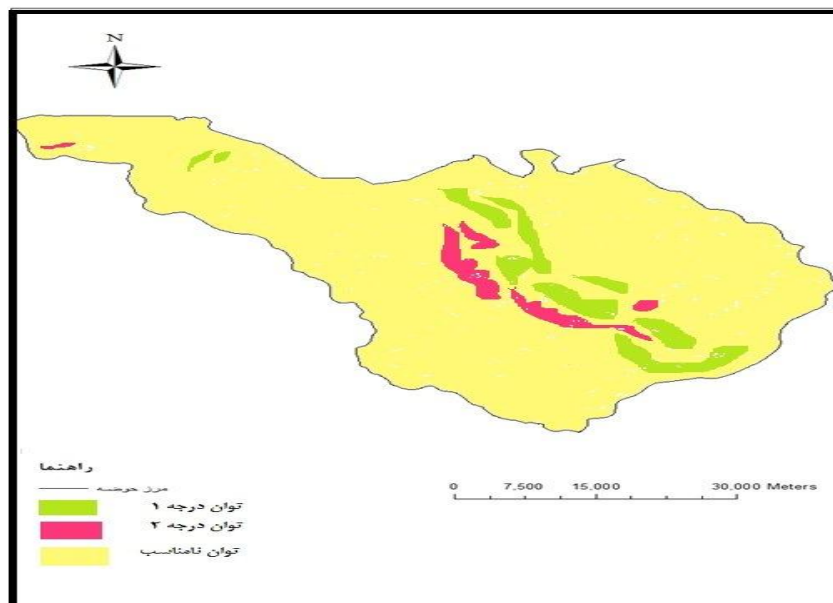 N
راهنما
مرز حوضه
توان درجه ۱
توان درجه ۲
توان نامناسب
0 7,500 15,000 30,000 Meters